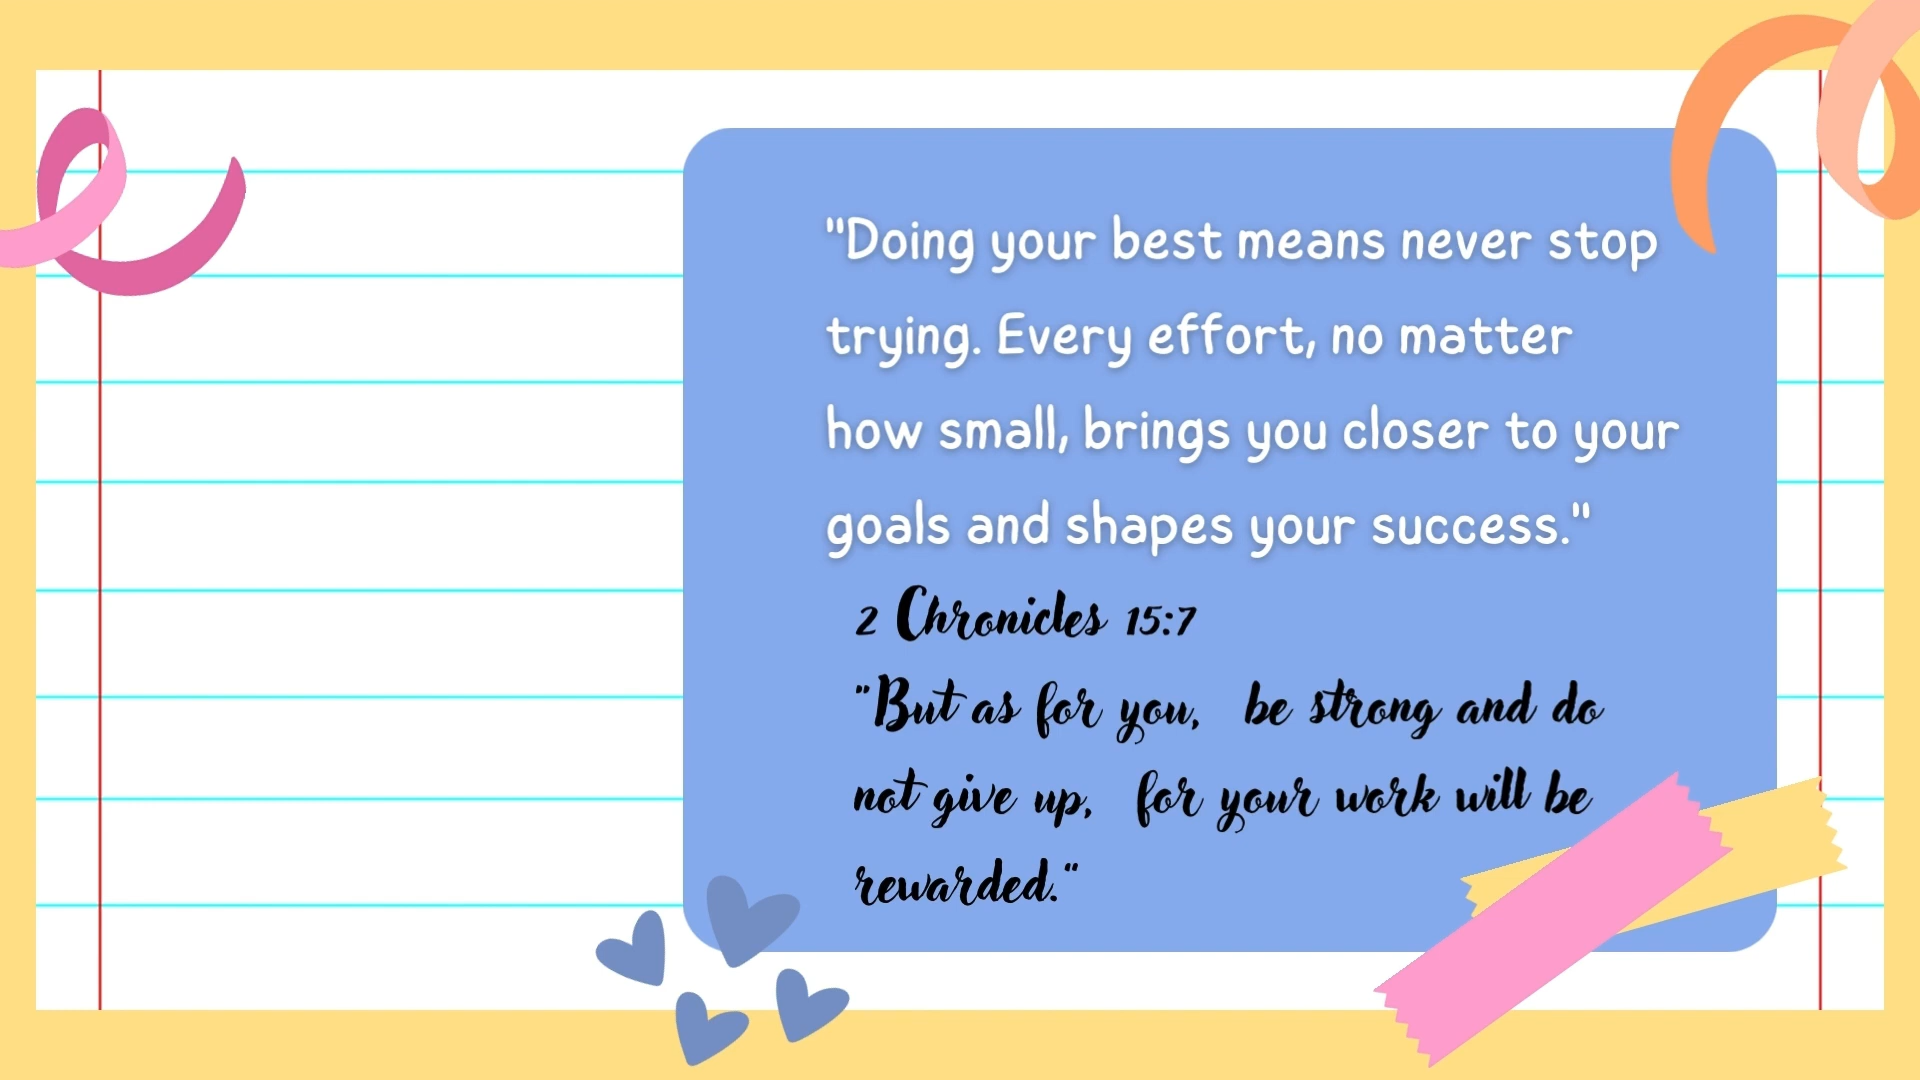 "Doing your best means never stop
trying. Every effort, no matter
how small, brings you closer to your
goals and shapes your success."
2 Chronicles 15:7
"But as for you, be strong and do
not give up, for your work will be
rewarded."